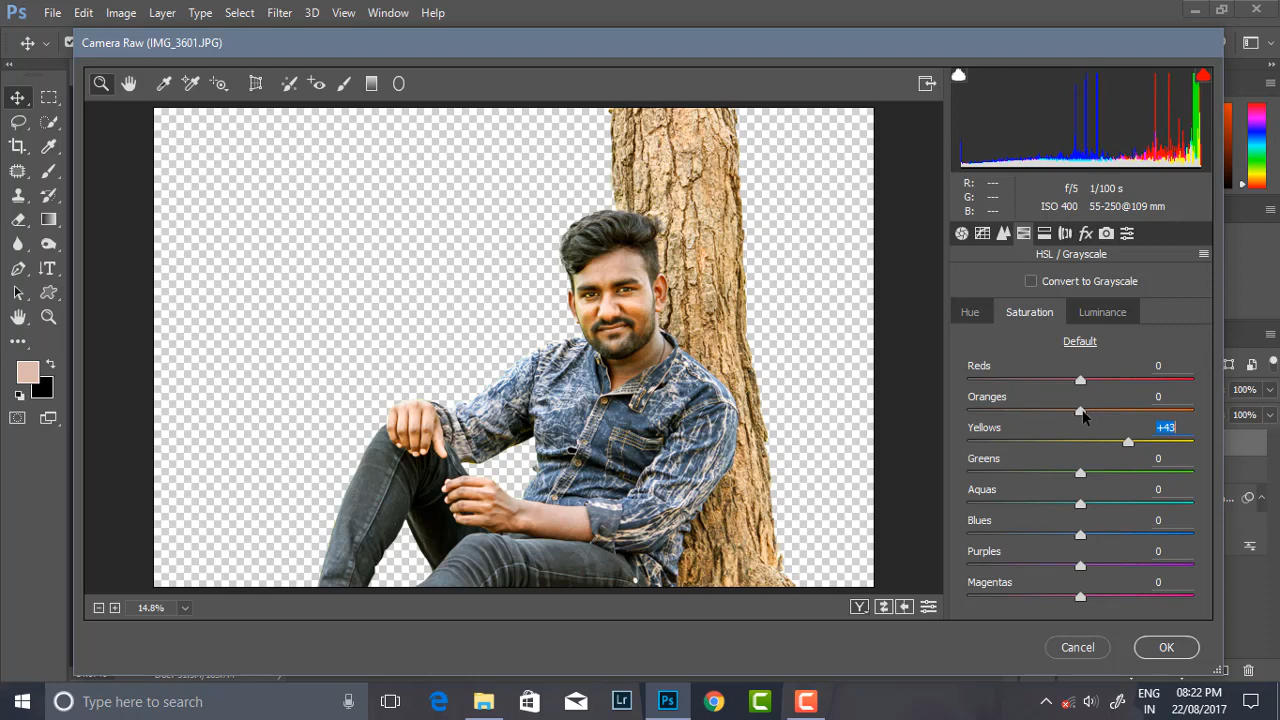 Ps File Edit Image Layer Type Select Filter 3D View Window Help
Camera Raw (IMG_3601.JPG)
R: ---
G: ---
B: ---
f/5 1/100 s
ISO 400 55-250@109 mm
HSL / Grayscale
Convert to Grayscale
Hue Saturation Luminance
Default
Reds 0
Oranges 0
Yellows +43
Greens 0
Aquas 0
Blues 0
Purples 0
Magentas 0
100%
100%
14.8%
Y
Cancel OK
Type here to search
Lr Ps
ENG
IN
08:22 PM
22/08/2017